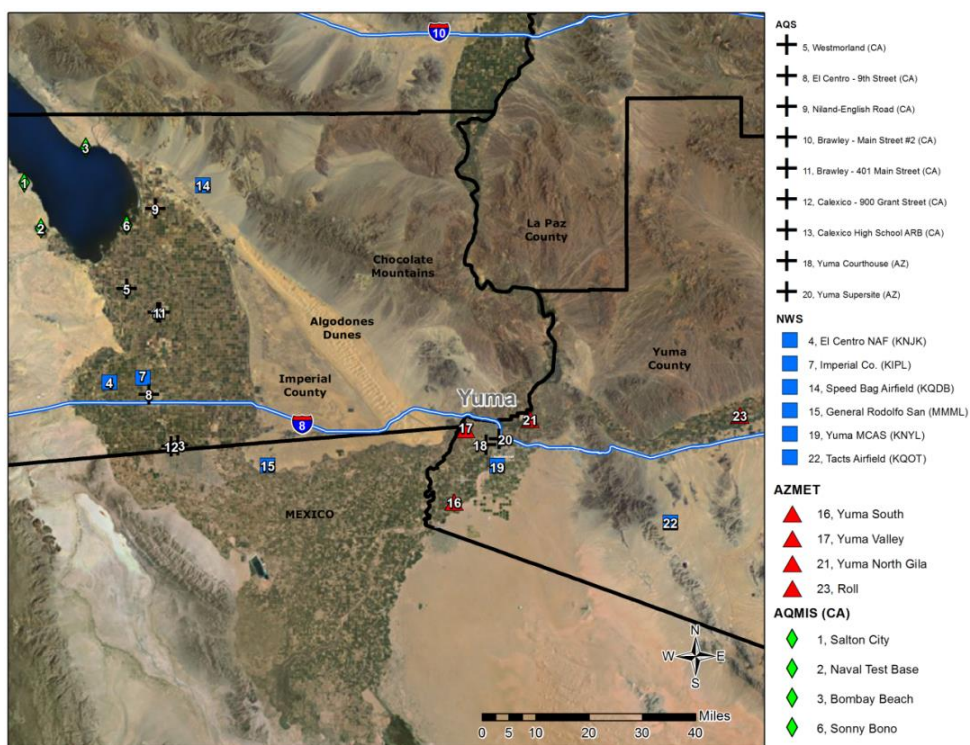 10
3
1
14
2
6
9
La Paz
County
Chocolate
Mountains
5
11
Algodones
Dunes
Yuma
County
4
7
8
Imperial
County
Yuma
8
17
21
23
18
20
123
15
19
16
22
MEXICO
N
W
E
S
Miles
0
10
20
30
40
AQS
5, Westmorland (CA)
8, El Centro - 9th Street (CA)
9, Niland-English Road (CA)
10, Brawley - Main Street #2 (CA)
11, Brawley - 401 Main Street (CA)
12, Calexico - 900 Grant Street (CA)
13, Calexico High School ARB (CA)
18, Yuma Courthouse (AZ)
20, Yuma Supersite (AZ)
NWS
4, El Centro NAF (KNJK)
7, Imperial Co. (KIPL)
14, Speed Bag Airfield (KQDB)
15, General Rodolfo San (MMML)
19, Yuma MCAS (KNYL)
22, Tacts Airfield (KQOT)
AZMET
16, Yuma South
17, Yuma Valley
21, Yuma North Gila
23, Roll
AQMIS (CA)
1, Salton City
2, Naval Test Base
3, Bombay Beach
6, Sonny Bono